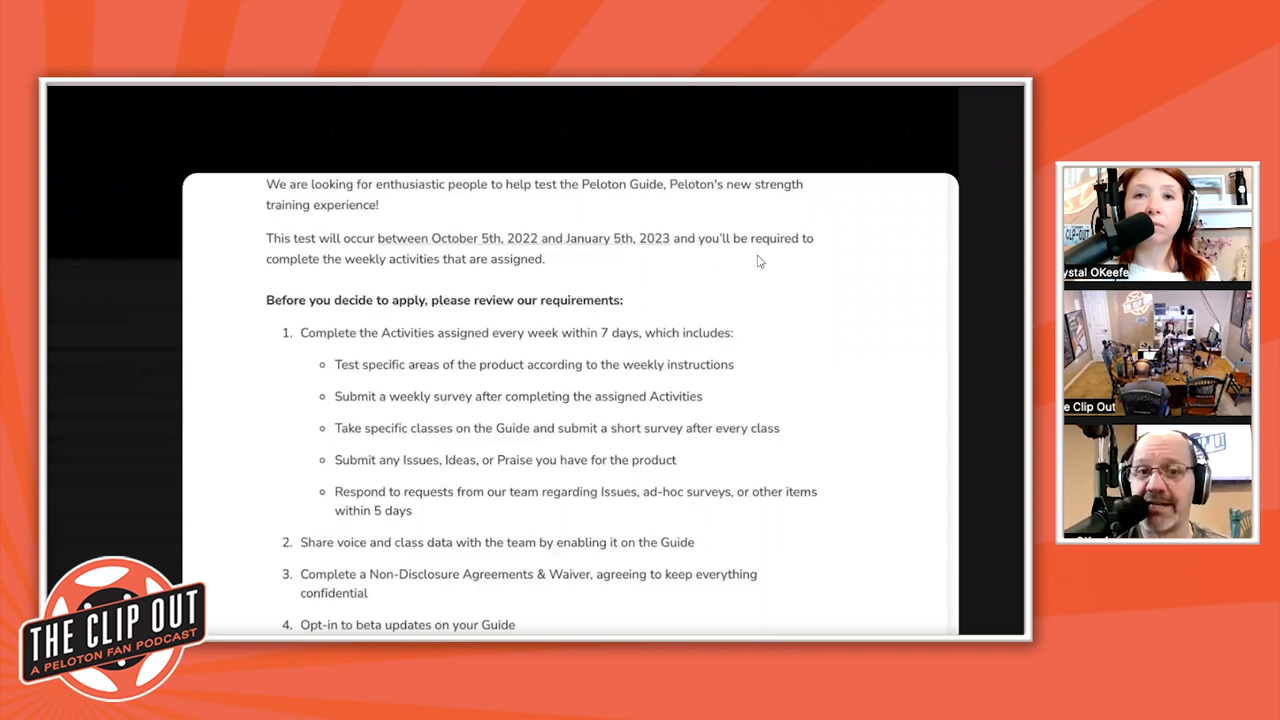 We are looking for enthusiastic people to help test the Peloton Guide, Peloton's new strength
training experience!
This test will occur between October 5th, 2022 and January 5th, 2023 and you'll be required to
complete the weekly activities that are assigned.
Before you decide to apply, please review our requirements:
1. Complete the Activities assigned every week within 7 days, which includes:
Test specific areas of the product according to the weekly instructions
Submit a weekly survey after completing the assigned Activities
Take specific classes on the Guide and submit a short survey after every class
Submit any Issues, Ideas, or Praise you have for the product
Respond to requests from our team regarding Issues, ad-hoc surveys, or other items
within 5 days
2. Share voice and class data with the team by enabling it on the Guide
3. Complete a Non-Disclosure Agreements & Waiver, agreeing to keep everything
confidential
4. Opt-in to beta updates on your Guide
CLIP-OUT
ystal OKeefe
e Clip Out
THE CLIP OUT
A PELOTON FAN PODCAST